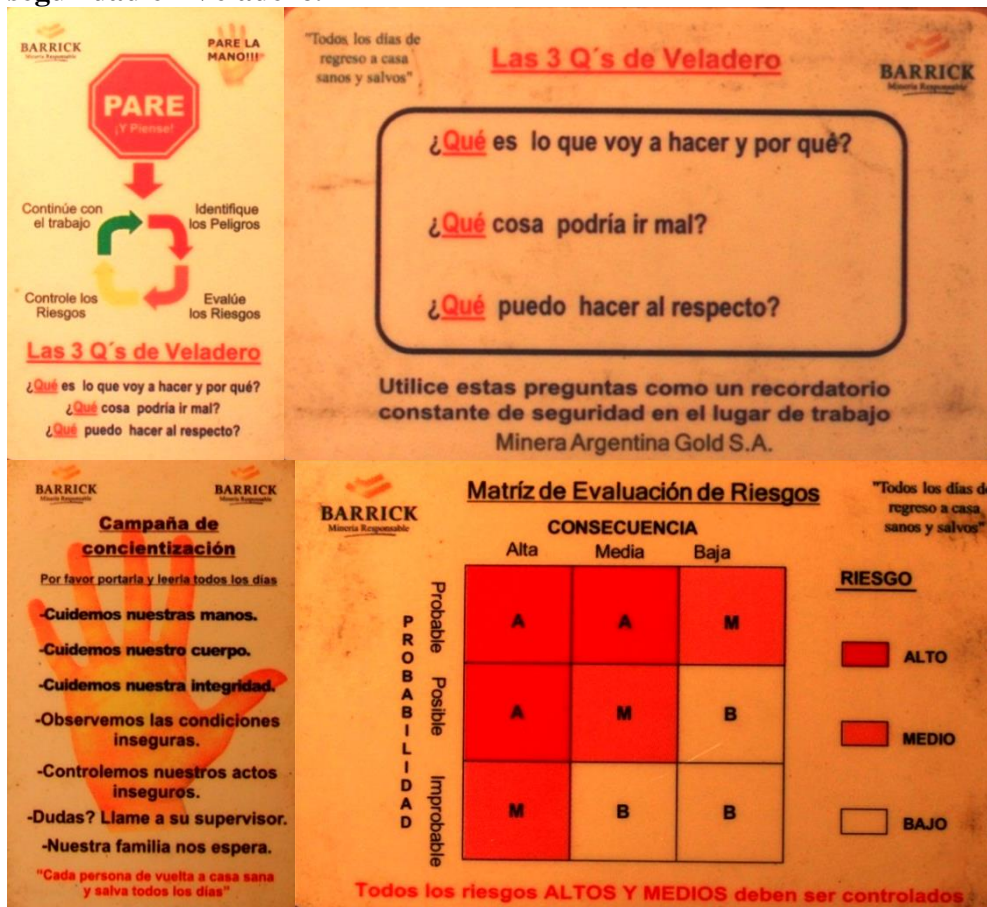 BARRICK
Minería Responsable
PARE LA
MANO!!!
PARE
¡Y Piense!
Continúe con
el trabajo
Identifique
los Peligros
Controle los
Riesgos
Evalúe
los Riesgos
Las 3 Q´s de Veladero
¿Qué es lo que voy a hacer y por qué?
¿Qué cosa podría ir mal?
¿Qué puedo hacer al respecto?
"Todos los días de
regreso a casa
sanos y salvos"
Las 3 Q´s de Veladero
BARRICK
Minería Responsable
¿Qué es lo que voy a hacer y por qué?
¿Qué cosa podría ir mal?
¿Qué puedo hacer al respecto?
Utilice estas preguntas como un recordatorio
constante de seguridad en el lugar de trabajo
Minera Argentina Gold S.A.
BARRICK
Minería Responsable
BARRICK
Minería Responsable
Campaña de
concientización
Por favor portarla y leerla todos los días
-Cuidemos nuestras manos.
-Cuidemos nuestro cuerpo.
-Cuidemos nuestra integridad.
-Observemos las condiciones
inseguras.
-Controlemos nuestros actos
inseguros.
-Dudas? Llame a su supervisor.
-Nuestra familia nos espera.
"Cada persona de vuelta a casa sana
y salva todos los días"
BARRICK
Minería Responsable
Matríz de Evaluación de Riesgos
"Todos los días d
regreso a casa
sanos y salvos"
CONSECUENCIA
Alta Media Baja
PROBABILIDAD
Probable A A M
Posible A M B
Improbable M B B
RIESGO
ALTO
MEDIO
BAJO
Todos los riesgos ALTOS Y MEDIOS deben ser controlados